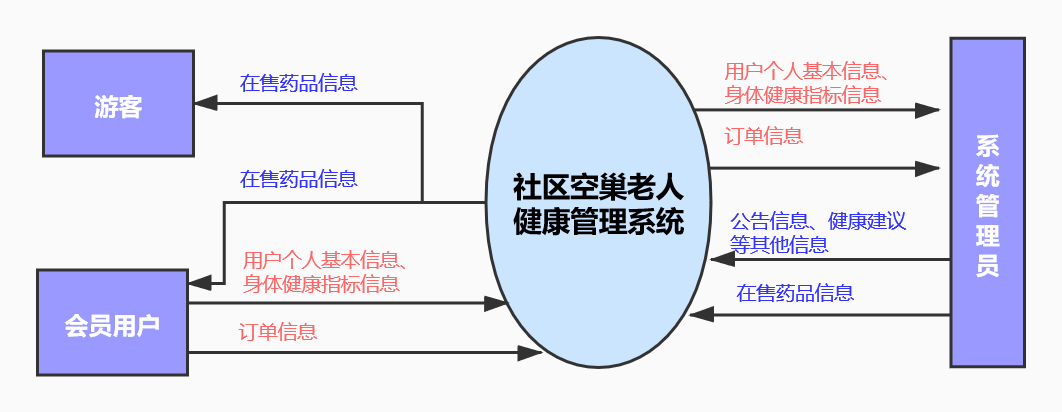 游客
在售药品信息
在售药品信息
用户个人基本信息、
身体健康指标信息
会员用户
订单信息
社区空巢老人
健康管理系统
用户个人基本信息、
身体健康指标信息
订单信息
公告信息、健康建议
等其他信息
在售药品信息
系统管理员